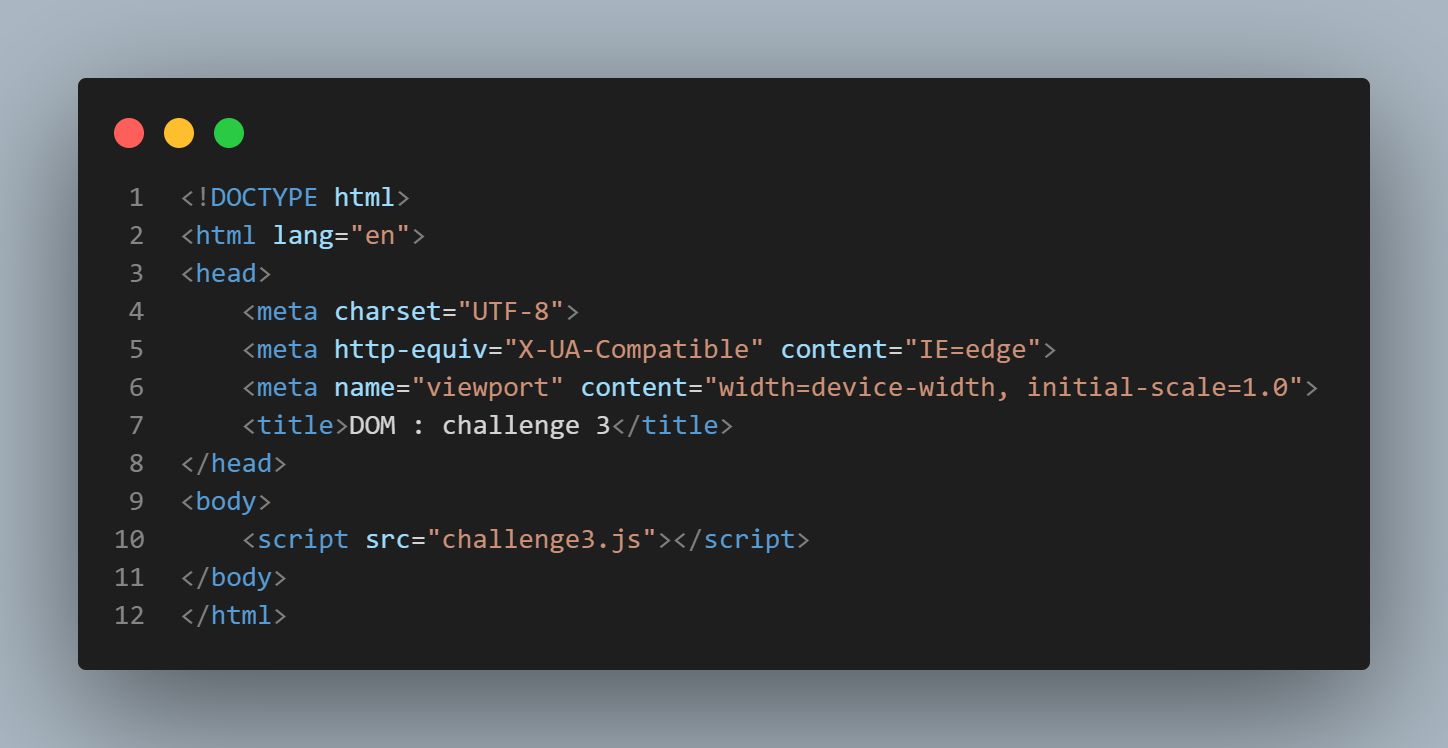 1 <!DOCTYPE html>
2 <html lang="en">
3 <head>
4     <meta charset="UTF-8">
5     <meta http-equiv="X-UA-Compatible" content="IE=edge">
6     <meta name="viewport" content="width=device-width, initial-scale=1.0">
7     <title>DOM : challenge 3</title>
8 </head>
9 <body>
10     <script src="challenge3.js"></script>
11 </body>
12 </html>